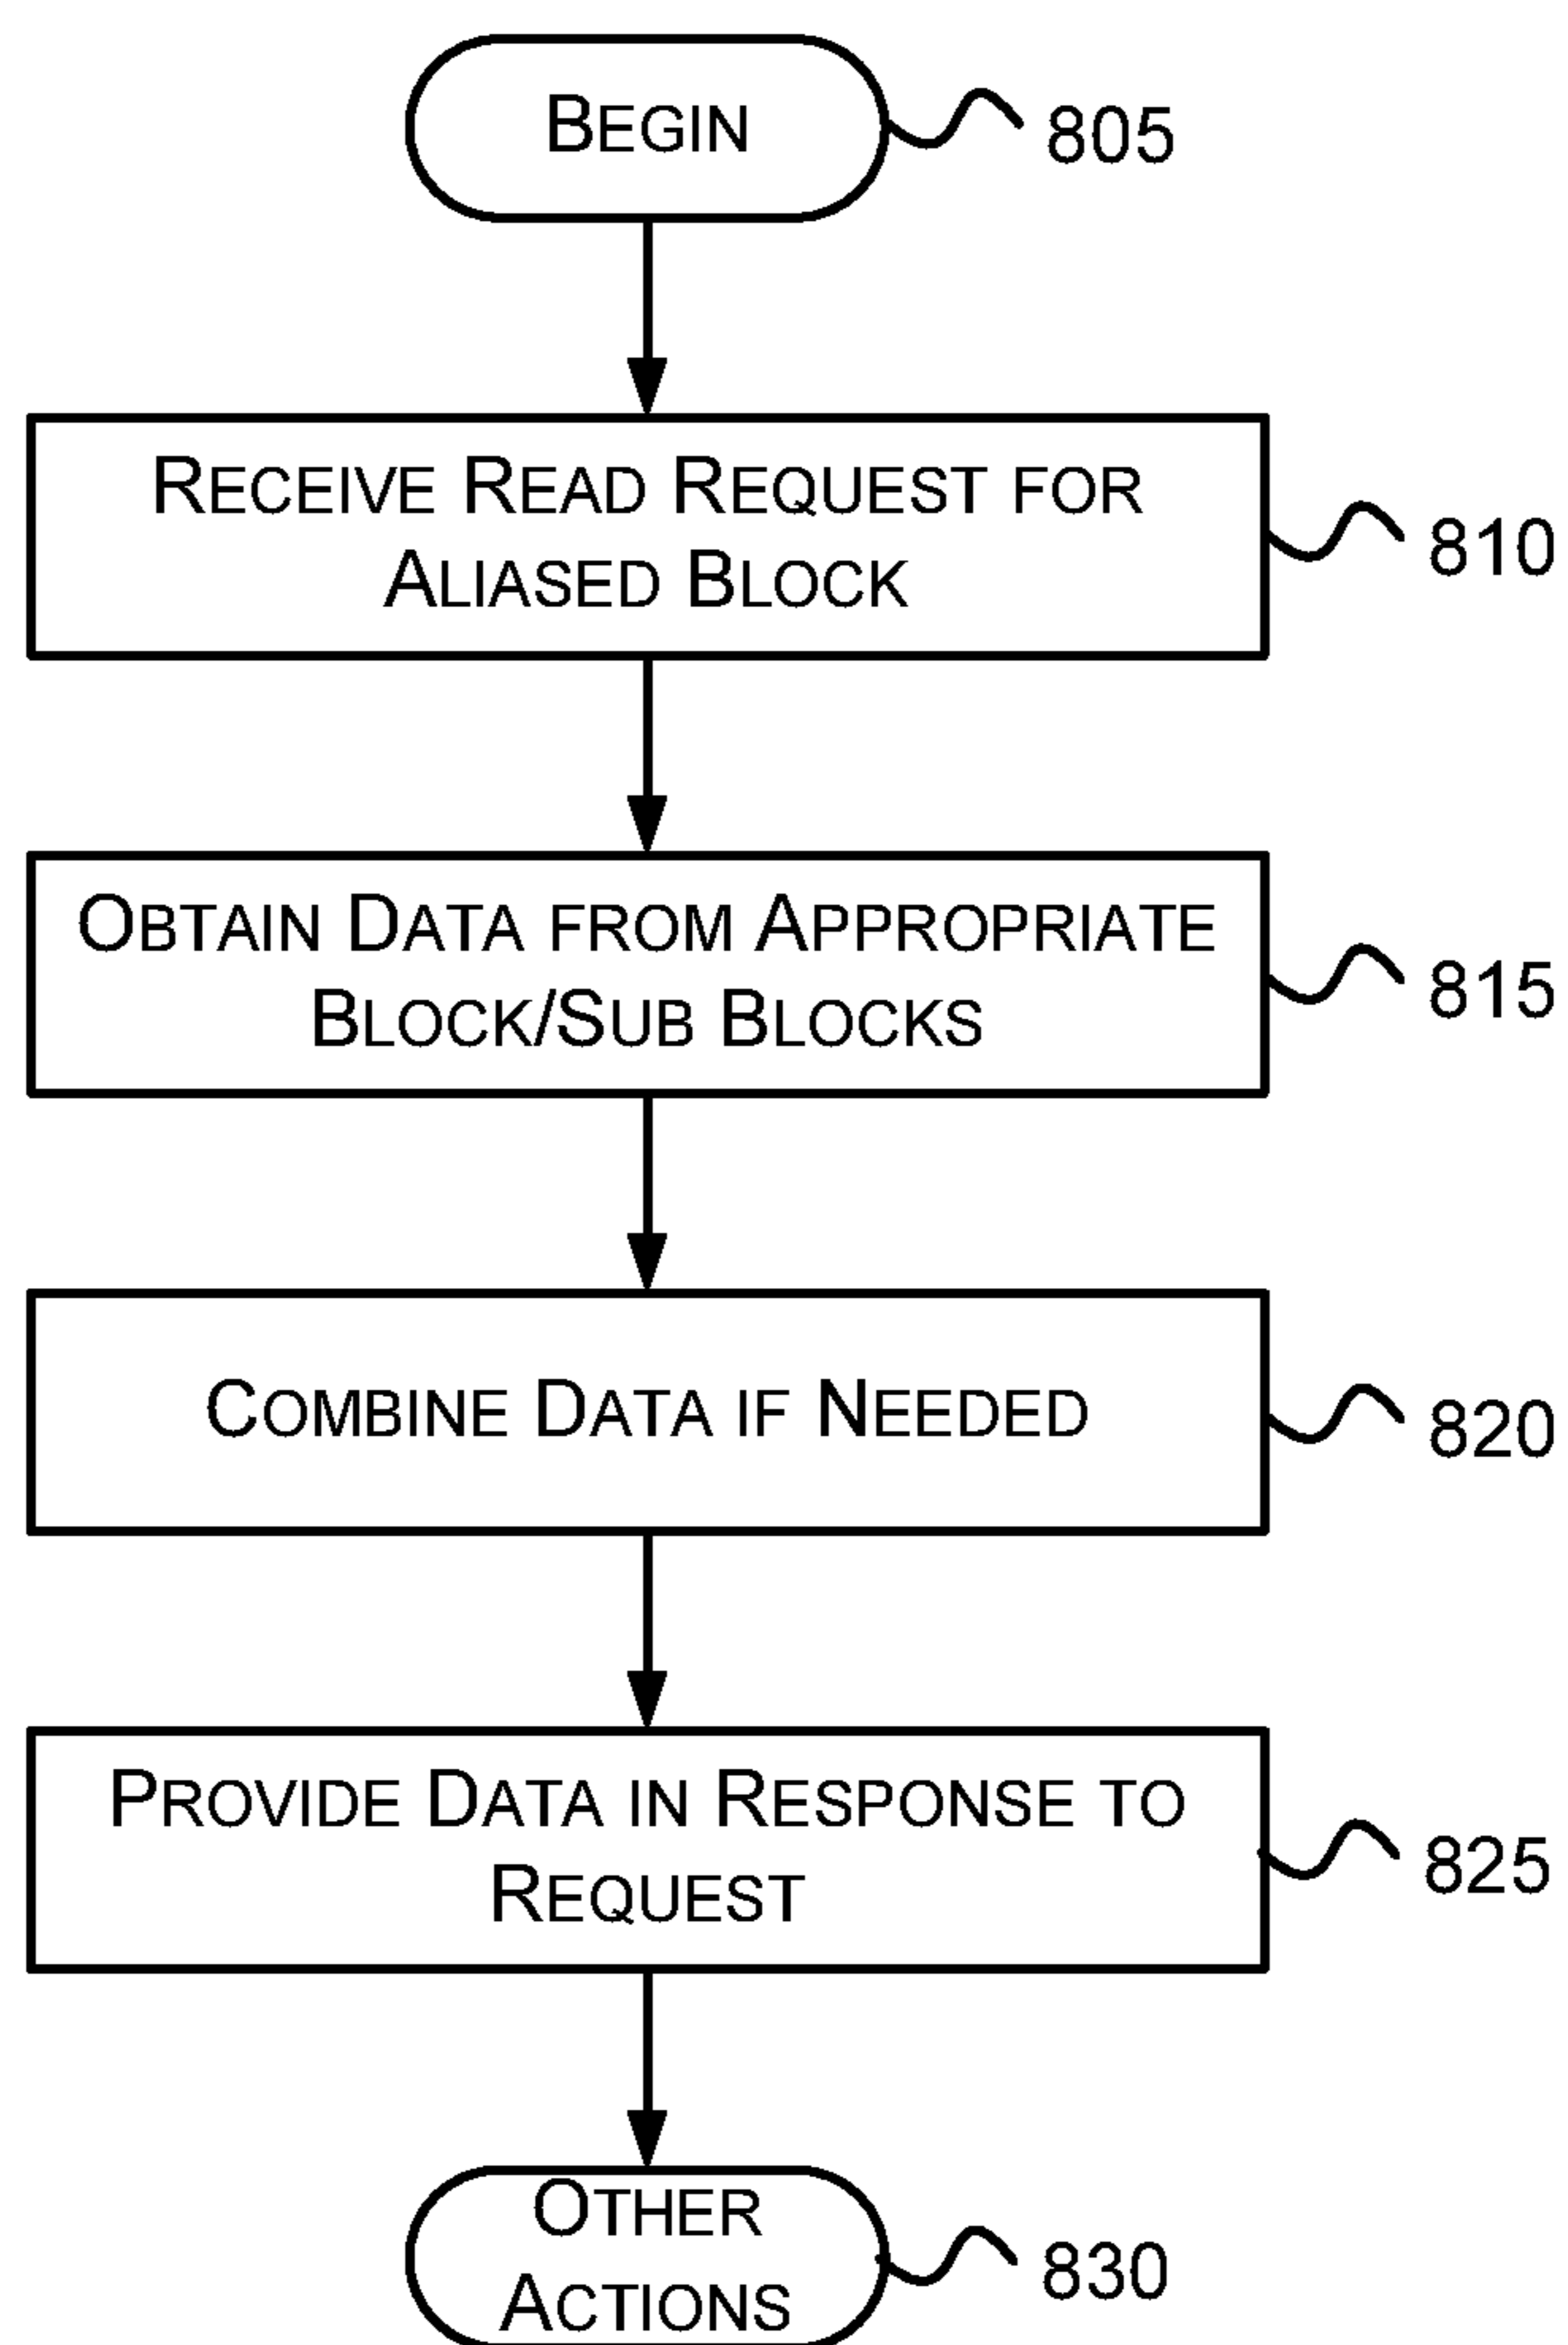 BEGIN
805
RECEIVE READ REQUEST FOR
ALIASED BLOCK
810
OBTAIN DATA FROM APPROPRIATE
BLOCK/SUB BLOCKS
815
COMBINE DATA IF NEEDED
820
PROVIDE DATA IN RESPONSE TO
REQUEST
825
OTHER
ACTIONS
830